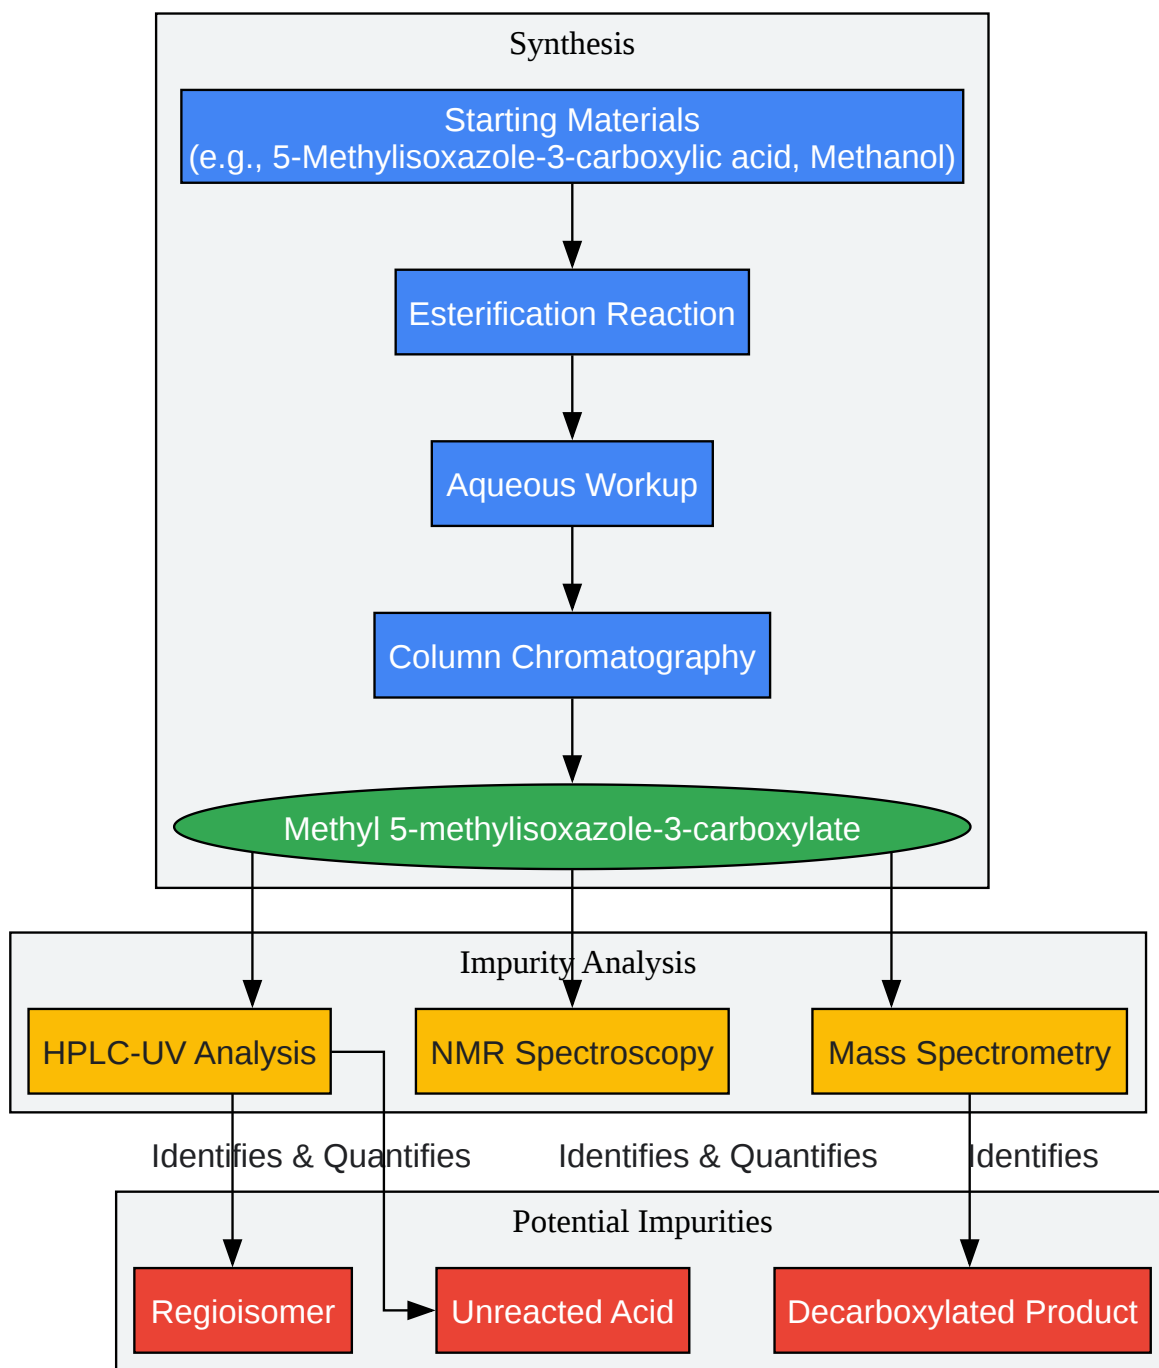 Synthesis
Starting Materials
(e.g., 5-Methylisoxazole-3-carboxylic acid, Methanol)
Esterification Reaction
Aqueous Workup
Column Chromatography
Methyl 5-methylisoxazole-3-carboxylate
Impurity Analysis
HPLC-UV Analysis
NMR Spectroscopy
Mass Spectrometry
Identifies & Quantifies
Identifies & Quantifies
Identifies
Potential Impurities
Regioisomer
Unreacted Acid
Decarboxylated Product